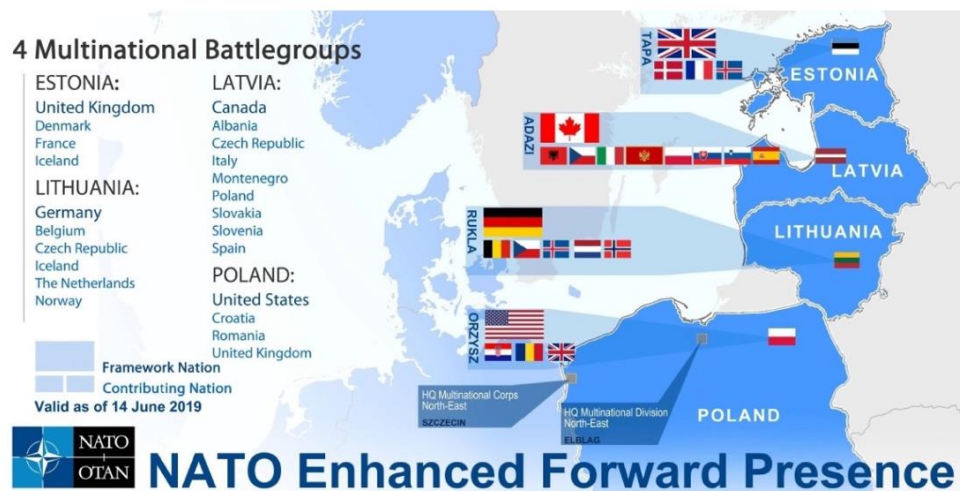 4 Multinational Battlegroups
ESTONIA:
United Kingdom
Denmark
France
Iceland
LITHUANIA:
Germany
Belgium
Czech Republic
Iceland
The Netherlands
Norway
LATVIA:
Canada
Albania
Czech Republic
Italy
Montenegro
Poland
Slovakia
Slovenia
Spain
POLAND:
United States
Croatia
Romania
United Kingdom
Framework Nation
Contributing Nation
Valid as of 14 June 2019
TAPA
ESTONIA
ADAZI
LATVIA
RUKLA
LITHUANIA
ORZYSZ
HQ Multinational Corps
North-East
SZCZECIN
HQ Multinational Division
North-East
ELBLAG
POLAND
NATO
OTAN
NATO Enhanced Forward Presence